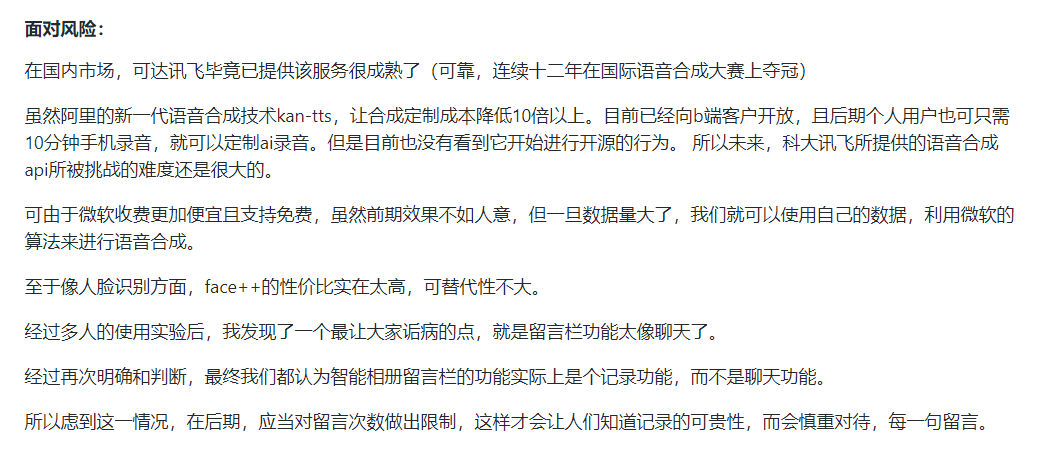 面对风险：
在国内市场，可达讯飞毕竟已提供该服务很成熟了（可靠，连续十二年在国际语音合成大赛上夺冠）
虽然阿里的新一代语音合成技术kan-tts，让合成定制成本降低10倍以上。目前已经向b端客户开放，且后期个人用户也可只需
10分钟手机录音，就可以定制ai录音。但是目前也没有看到它开始进行开源的行为。 所以未来，科大讯飞所提供的语音合成
api所被挑战的难度还是很大的。
可由于微软收费更加便宜且支持免费，虽然前期效果不如人意，但一旦数据量大了，我们就可以使用自己的数据，利用微软的
算法来进行语音合成。
至于像人脸识别方面，face++的性价比实在太高，可替代性不大。
经过多人的使用实验后，我发现了一个最让大家诟病的点，就是留言栏功能太像聊天了。
经过再次明确和判断，最终我们都认为智能相册留言栏的功能实际上是个记录功能，而不是聊天功能。
所以虑到这一情况，在后期，应当对留言次数做出限制，这样才会让人们知道记录的可贵性，而会慎重对待，每一句留言。